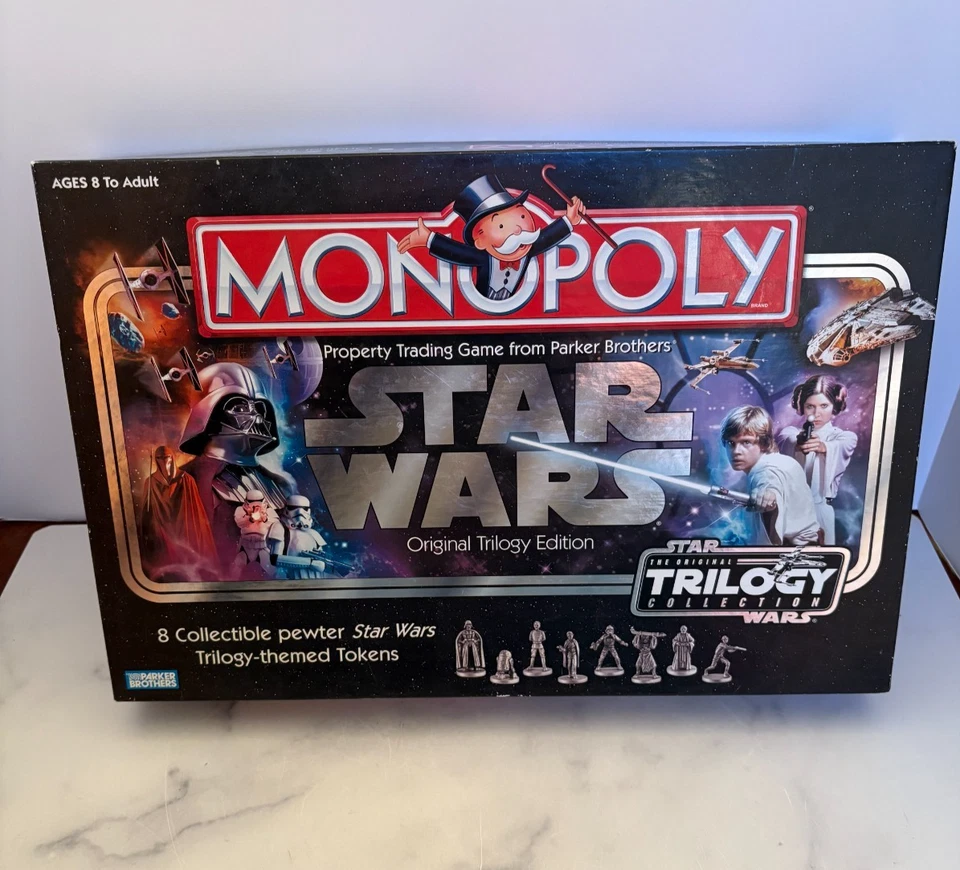 AGES 8 To Adult
MONOPOLY
BRAND
Property Trading Game from Parker Brothers
STAR
WARS
Original Trilogy Edition
STAR
THE ORIGINAL
TRILOGY
COLLECTION
WARS®
8 Collectible pewter Star Wars
Trilogy-themed Tokens
PARKER
BROTHERS